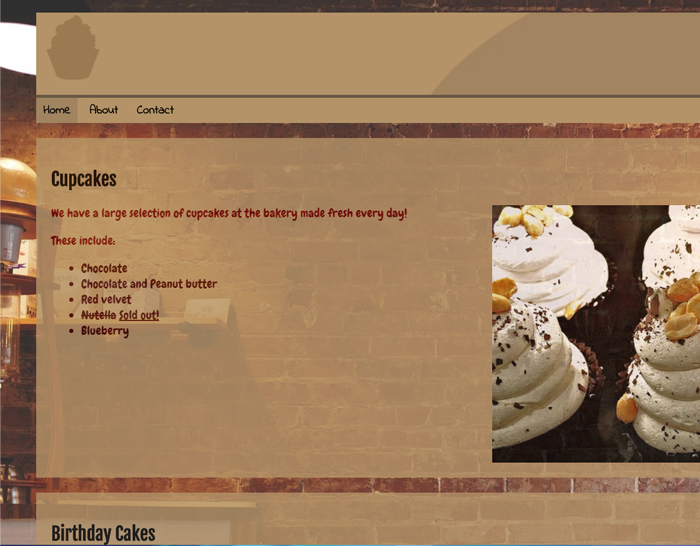 Home About Contact
Cupcakes
We have a large selection of cupcakes at the bakery made fresh every day!
These include:
Chocolate
Chocolate and Peanut butter
Red velvet
Nutella Sold out!
Blueberry
Birthday Cakes